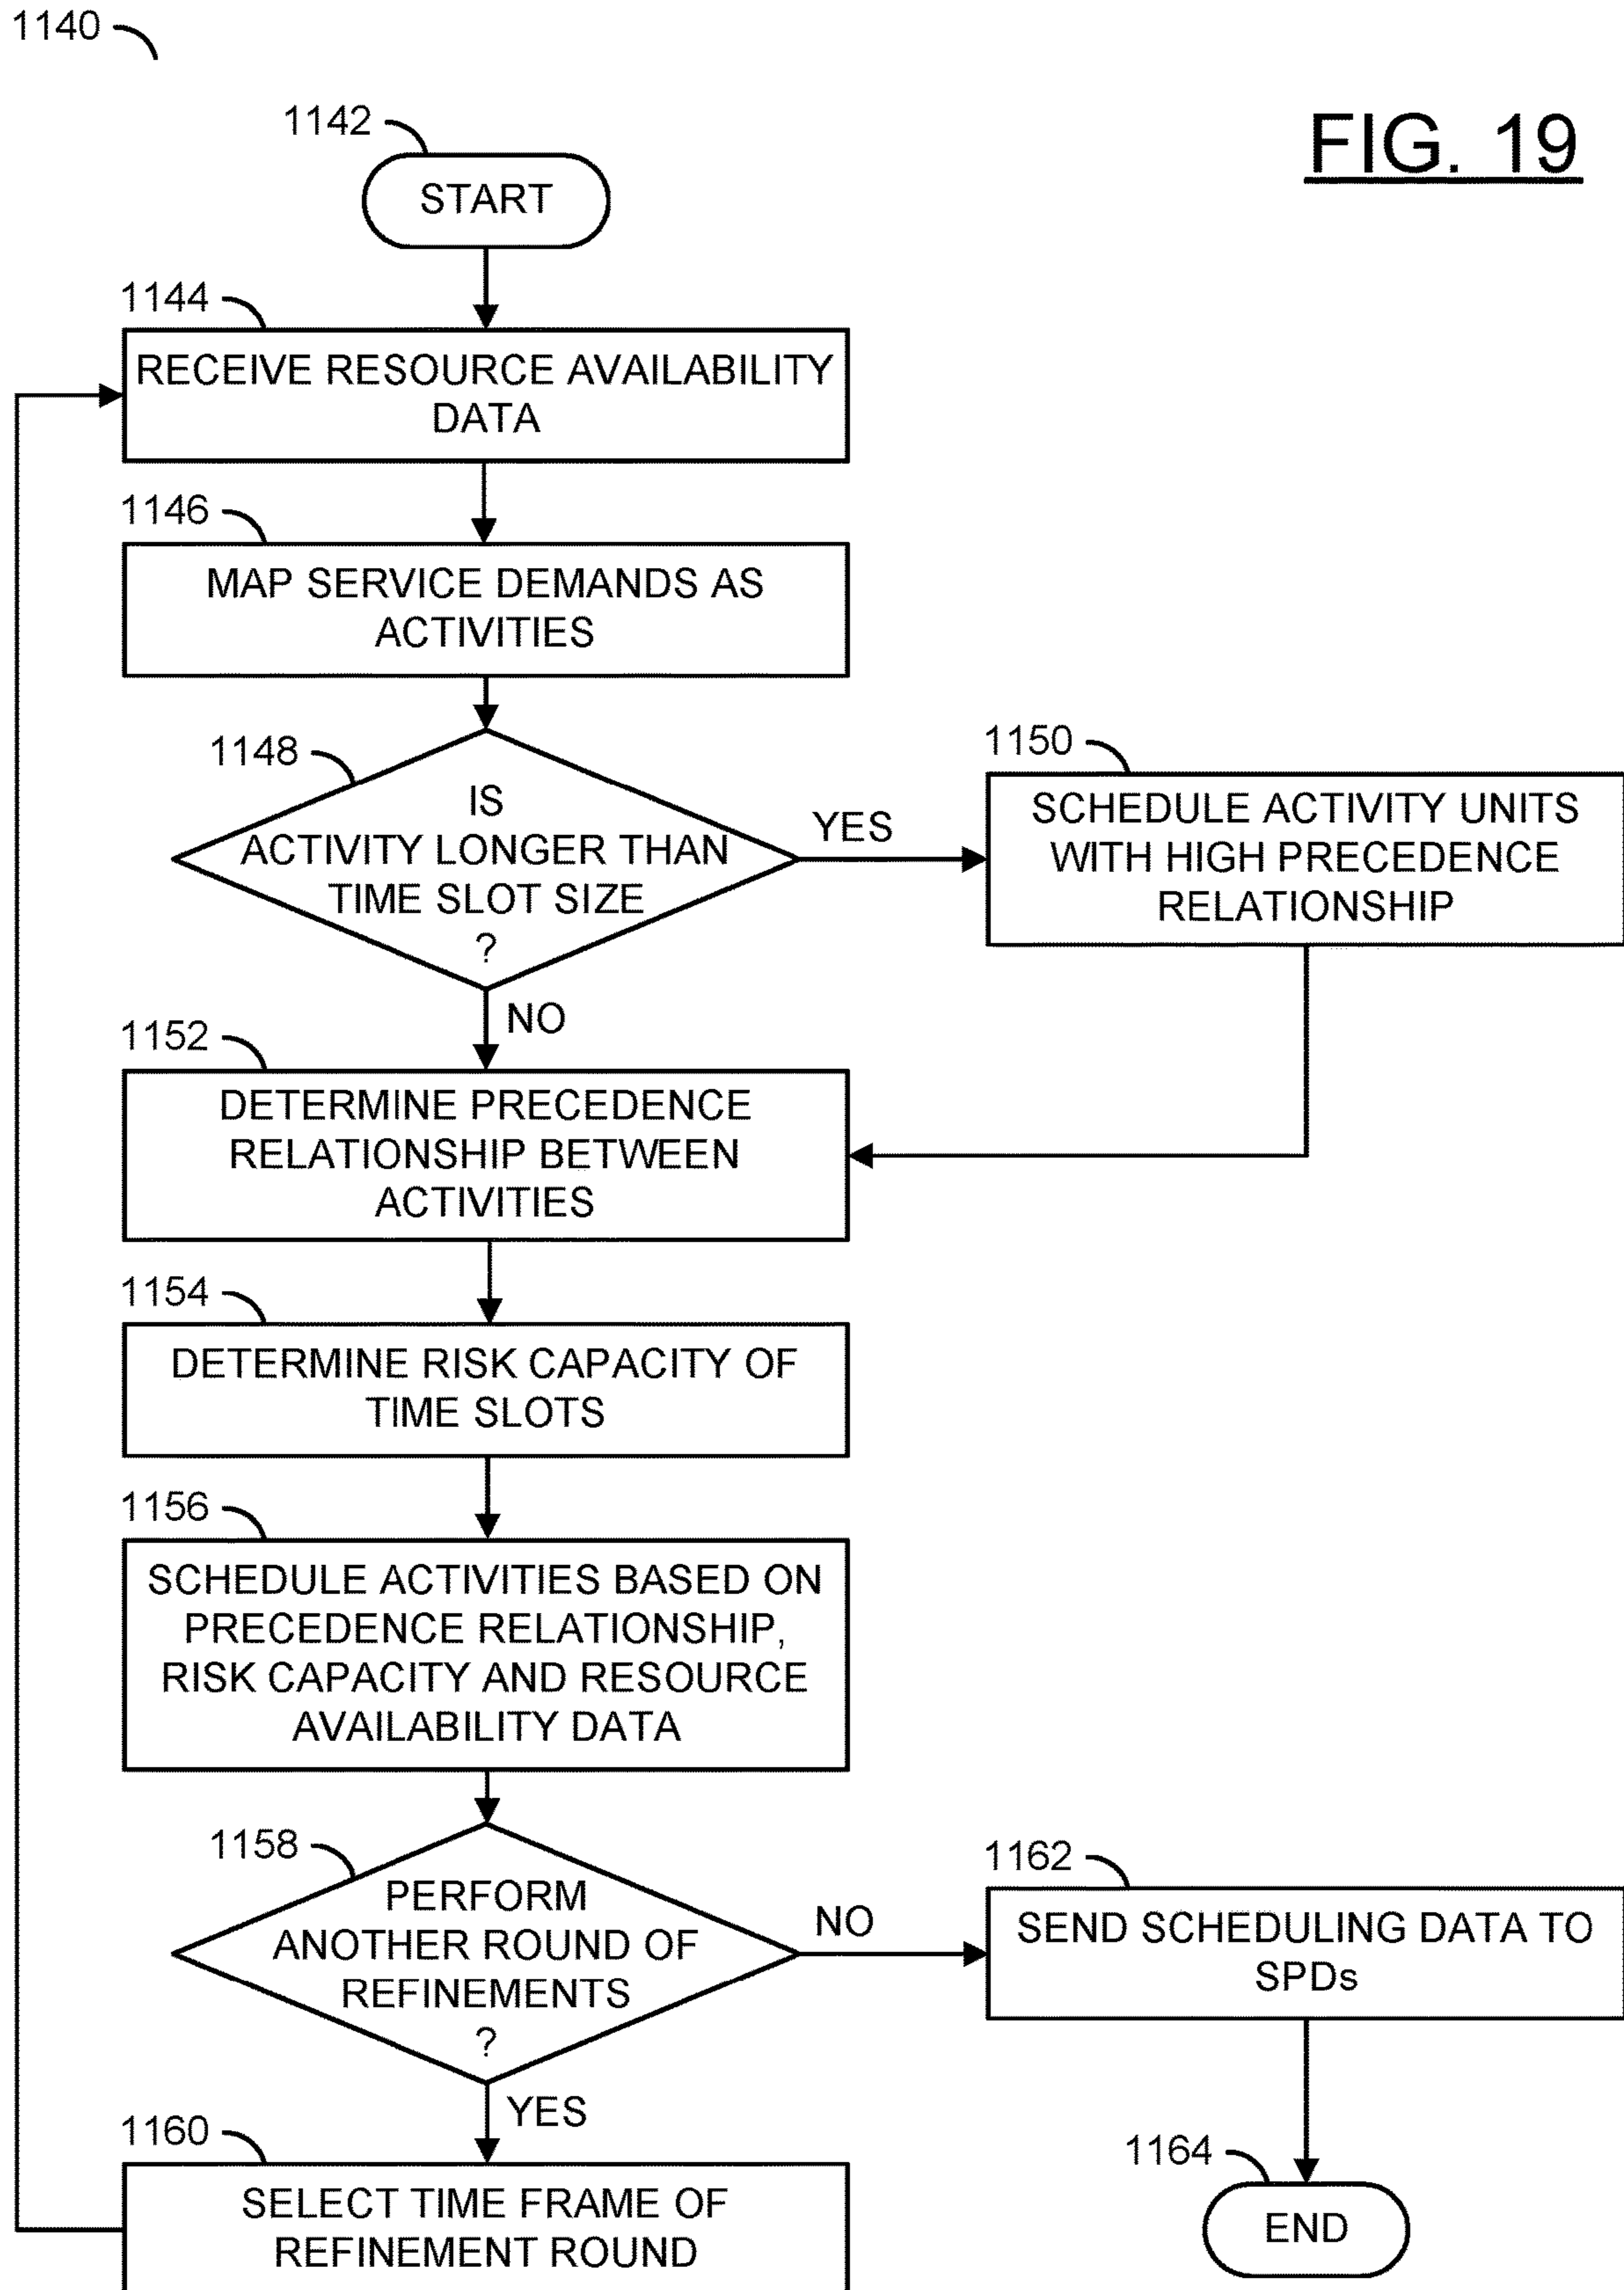 1140
FIG. 19
1142
START
1144
RECEIVE RESOURCE AVAILABILITY
DATA
1146
MAP SERVICE DEMANDS AS
ACTIVITIES
1148
IS
ACTIVITY LONGER THAN
TIME SLOT SIZE
?
YES
1150
SCHEDULE ACTIVITY UNITS
WITH HIGH PRECEDENCE
RELATIONSHIP
NO
1152
DETERMINE PRECEDENCE
RELATIONSHIP BETWEEN
ACTIVITIES
1154
DETERMINE RISK CAPACITY OF
TIME SLOTS
1156
SCHEDULE ACTIVITIES BASED ON
PRECEDENCE RELATIONSHIP,
RISK CAPACITY AND RESOURCE
AVAILABILITY DATA
1158
PERFORM
ANOTHER ROUND OF
REFINEMENTS
?
NO
1162
SEND SCHEDULING DATA TO
SPDs
YES
1160
SELECT TIME FRAME OF
REFINEMENT ROUND
1164
END